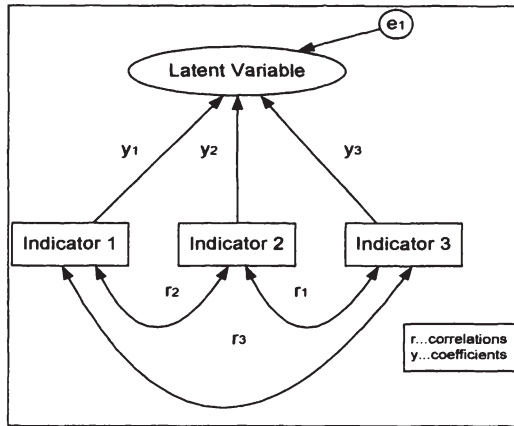 e1
Latent Variable
y1 y2 y3
Indicator 1 Indicator 2 Indicator 3
r2 r1
r3
r...correlations
y...coefficients